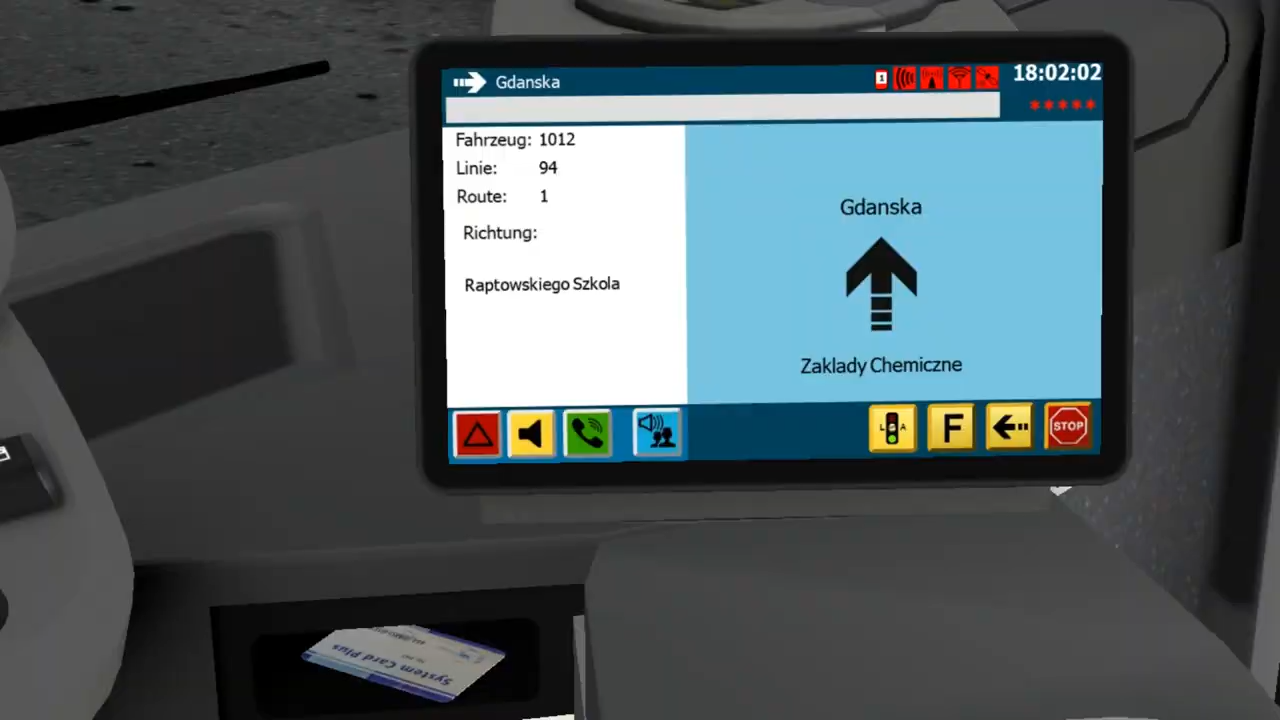 Gdanska
1
18:02:02
*****
Fahrzeug: 1012
Linie: 94
Route: 1
Richtung:
Raptowskiego Szkola
Gdanska
Zaklady Chemiczne
L A
F
STOP
System Card Plus